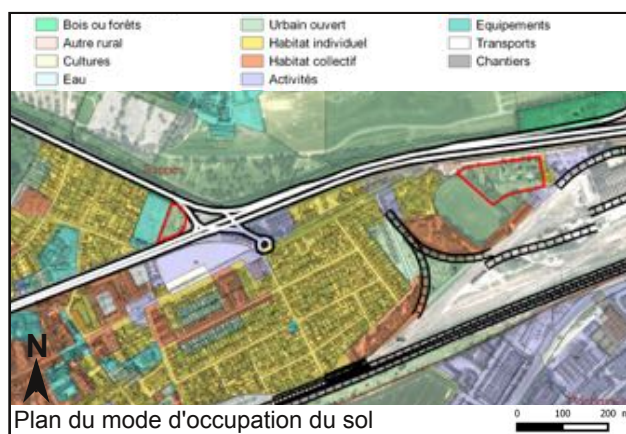 Bois ou forêts
Autre rural
Cultures
Eau
Urbain ouvert
Habitat individuel
Habitat collectif
Activités
Equipements
Transports
Chantiers
N
Plan du mode d'occupation du sol
0 100 200 m